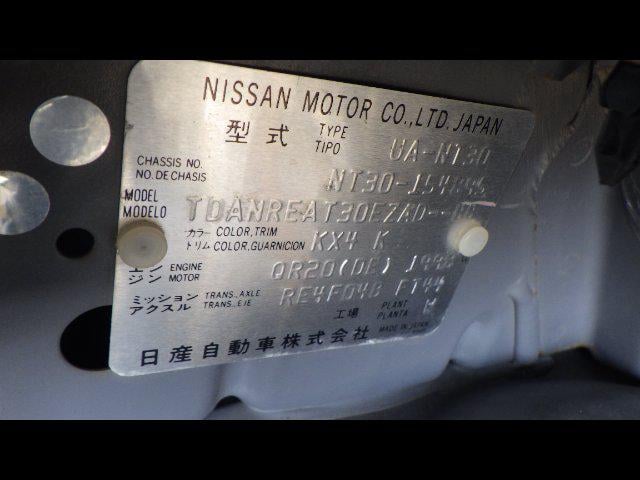 NISSAN MOTOR CO.,LTD. JAPAN
型式 TYPE TIPO UA-NT30
CHASSIS NO. NO. DE CHASIS
MODEL MODELO
カラー COLOR, TRIM
トリム COLOR, GUARNICION KX4 K
エンジン ENGINE MOTOR QR20(DE)
ミッション アクスル TRANS., AXLE TRANS., EJE RE4F04B FT44
工場 PLANT PLANTA
日産自動車株式会社 MADE IN JAPAN